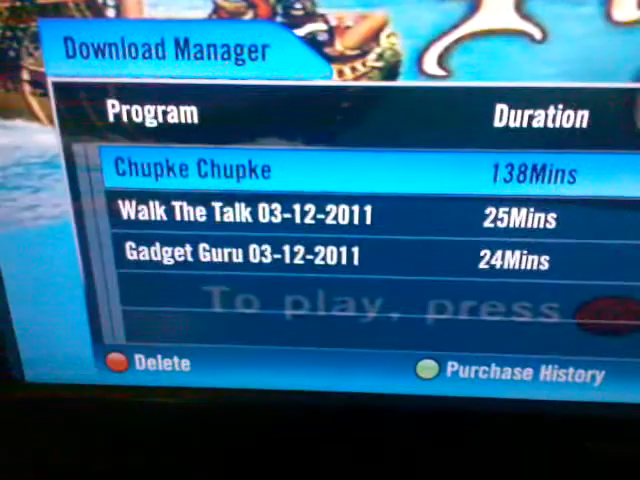 Download Manager
Program Duration
Chupke Chupke 138Mins
Walk The Talk 03-12-2011 25Mins
Gadget Guru 03-12-2011 24Mins
To play, press
Delete Purchase History